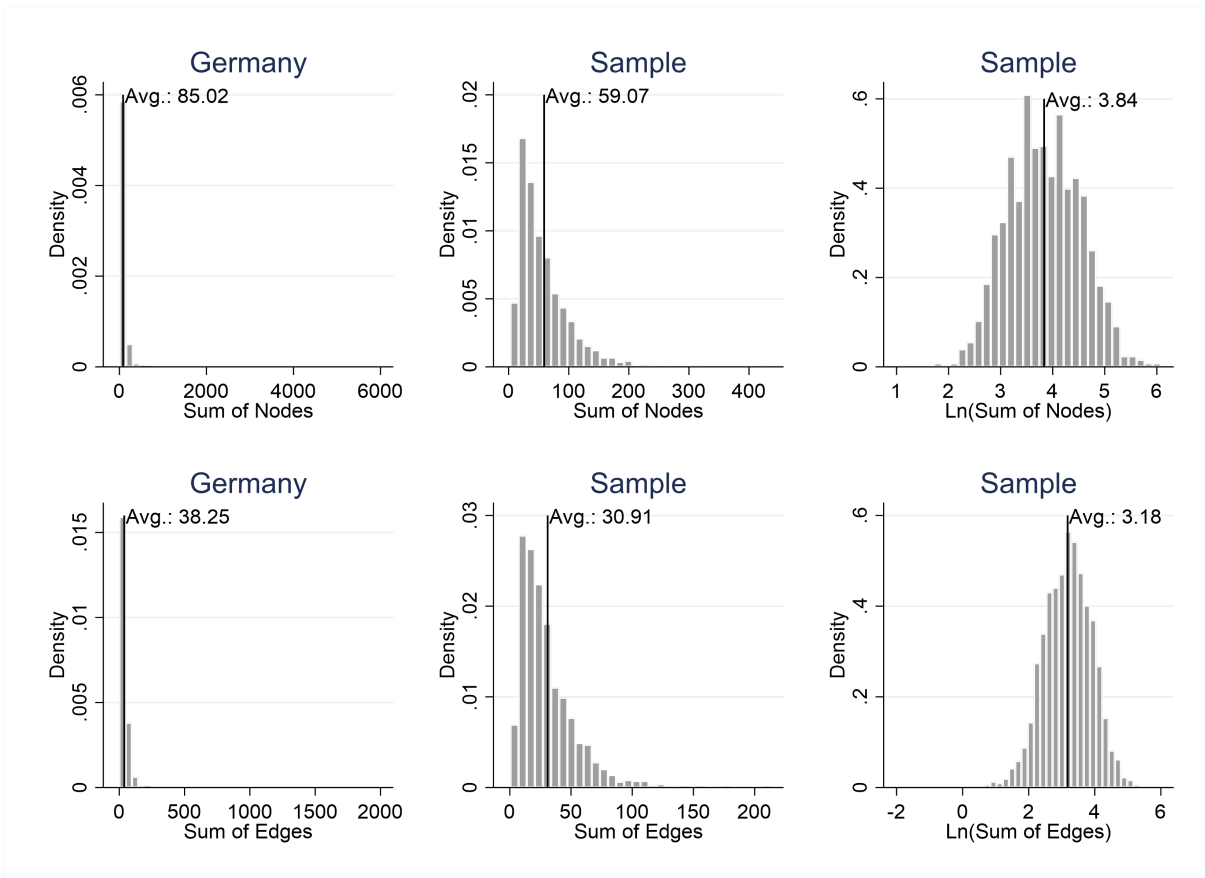 Germany
Avg.: 85.02
Density
0 .002 .004 .006
0 2000 4000 6000
Sum of Nodes
Sample
Avg.: 59.07
Density
0 .005 .01 .015 .02
0 100 200 300 400
Sum of Nodes
Sample
Avg.: 3.84
Density
0 .2 .4 .6
1 2 3 4 5 6
Ln(Sum of Nodes)
Germany
Avg.: 38.25
Density
0 .005 .01 .015
0 500 1000 1500 2000
Sum of Edges
Sample
Avg.: 30.91
Density
0 .01 .02 .03
0 50 100 150 200
Sum of Edges
Sample
Avg.: 3.18
Density
0 .2 .4 .6
-2 0 2 4 6
Ln(Sum of Edges)